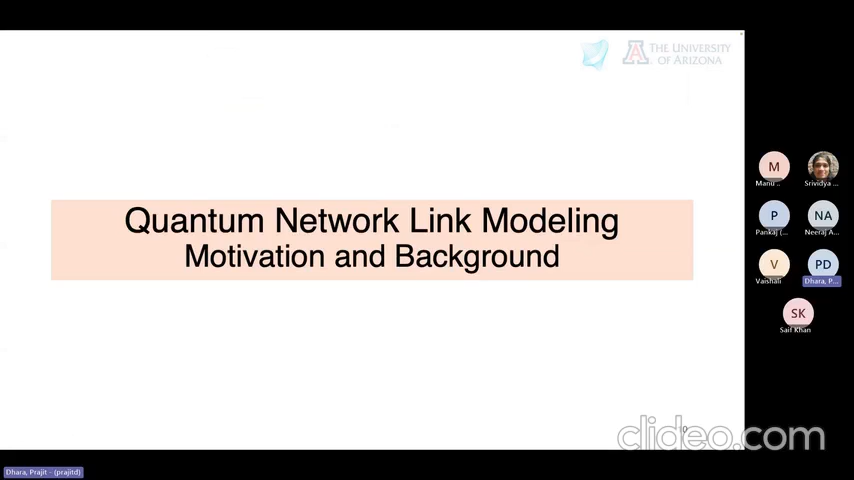 THE UNIVERSITY
OF ARIZONA
Quantum Network Link Modeling
Motivation and Background
M
Manu ..
Srividya ...
P
Pankaj (...
NA
Neeraj A...
V
Vaishali
PD
Dhara, P...
SK
Saif Khan
clideo.com
Dhara, Prajit - (prajitd)